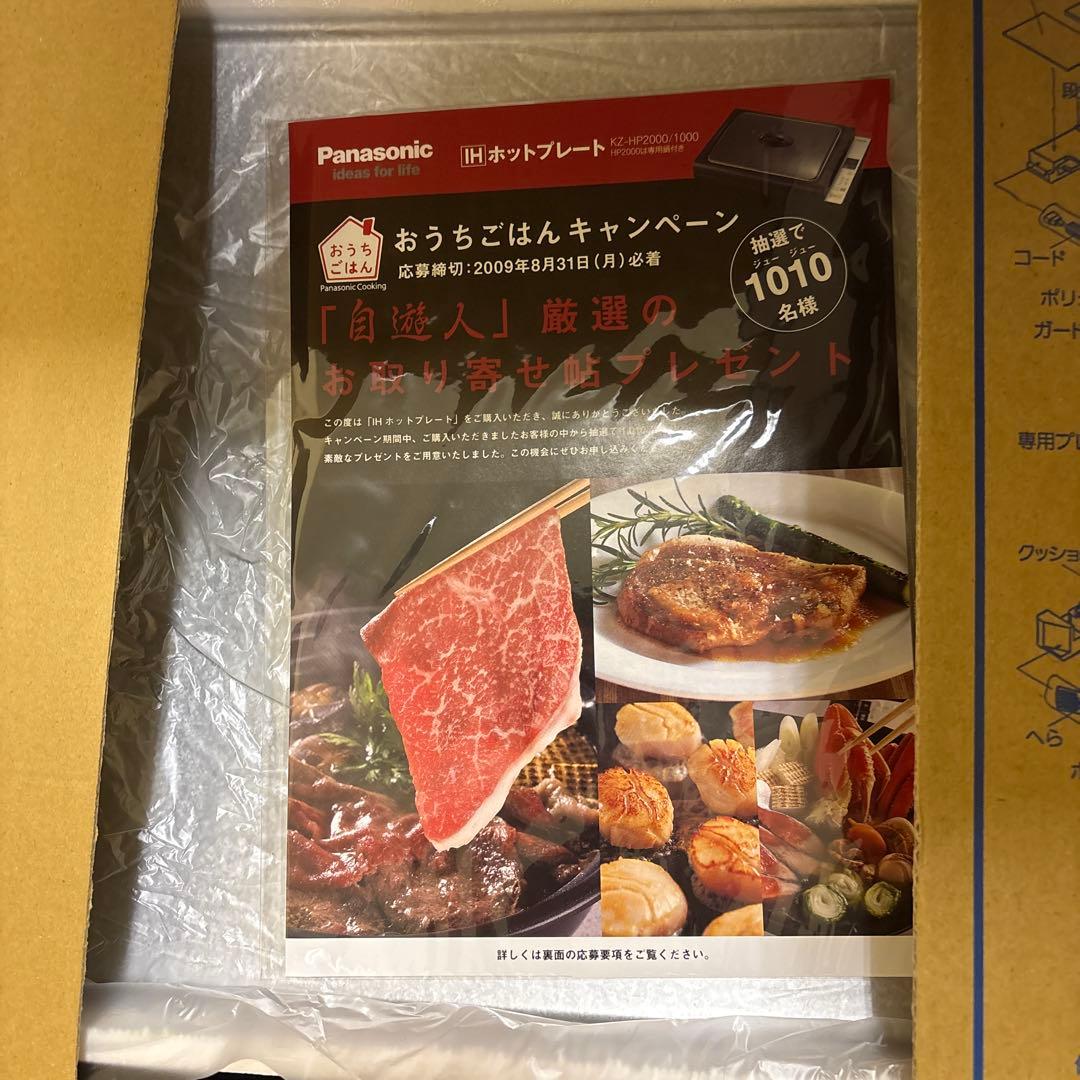 Panasonic
ideas for life
IH ホットプレート
KZ-HP2000/1000
HP2000は専用鍋付き
おうち
ごはん
Panasonic Cooking
おうちごはん キャンペーン
応募締切：2009年8月31日（月）必着
抽選で
ジュー ジュー
1010
名様
「自遊人」厳選の
お取り寄せ帖プレゼント
この度は「IH ホットプレート」をご購入いただき、誠にありがとうございました。
キャンペーン期間中、ご購入いただきましたお客様の中から抽選で
素敵なプレゼントをご用意いたしました。この機会にぜひお申し込みくだ
詳しくは裏面の応募要項をご覧ください。
段
コード
ポリ
ガード
専用プレ
クッショ
へら